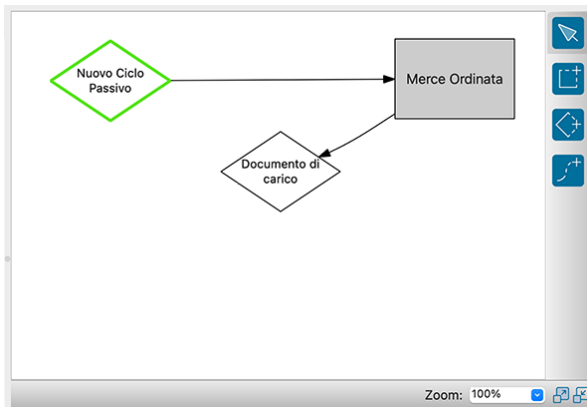 Nuovo Ciclo
Passivo
Merce Ordinata
Documento di
carico
Zoom: 100%